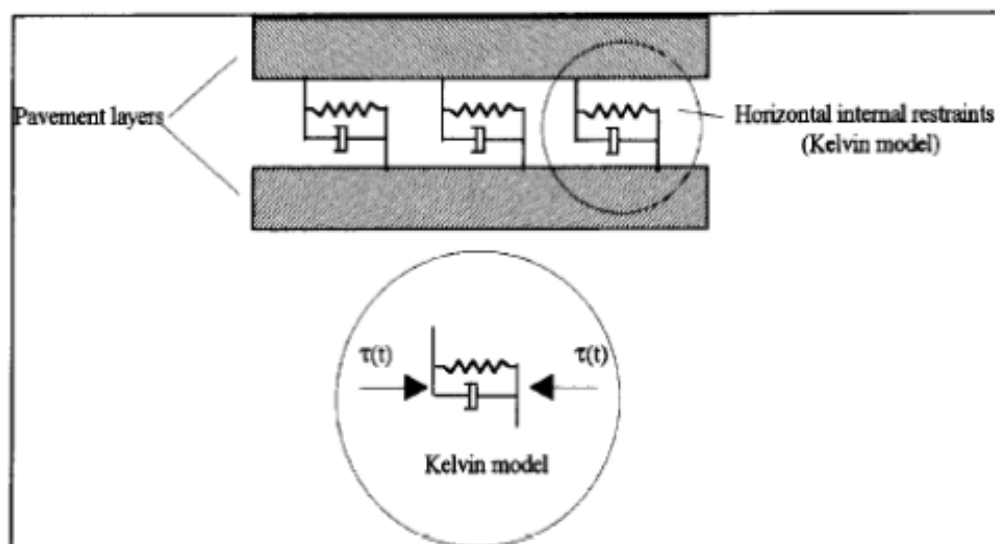 Pavement layers
Horizontal internal restraints
(Kelvin model)
τ(t)
τ(t)
Kelvin model